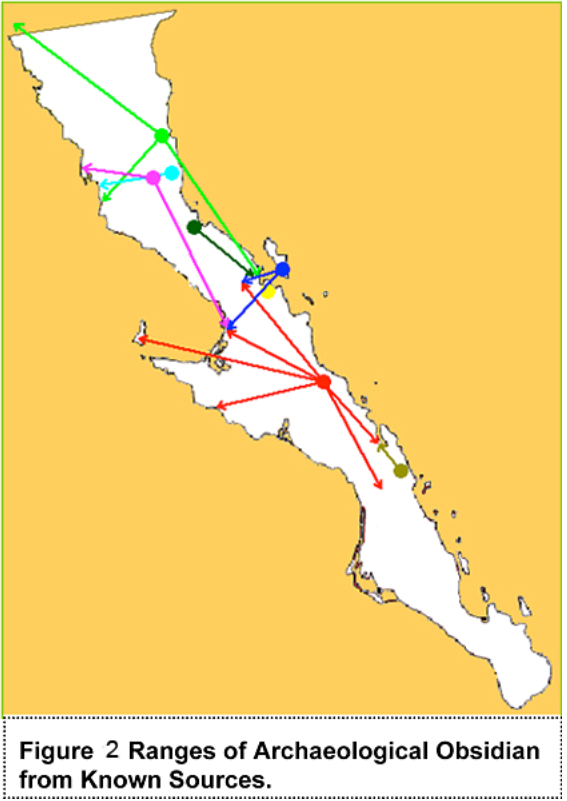 Figure 2 Ranges of Archaeological Obsidian
from Known Sources.